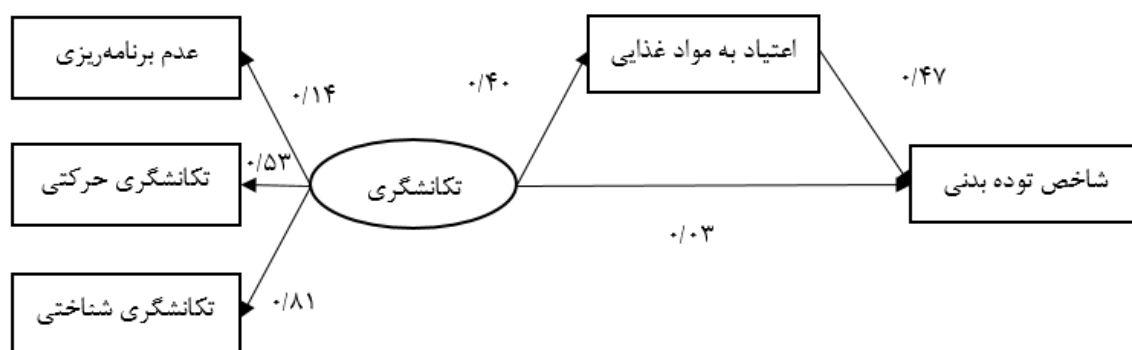 اعتیاد به مواد غذایی
عدم برنامه‌ریزی
۰/۴۷
۰/۴۰
۰/۱۴
۰/۵۳
تکانشگری حرکتی
تکانشگری
شاخص توده بدنی
۰/۰۳
تکانشگری شناختی
۰/۸۱